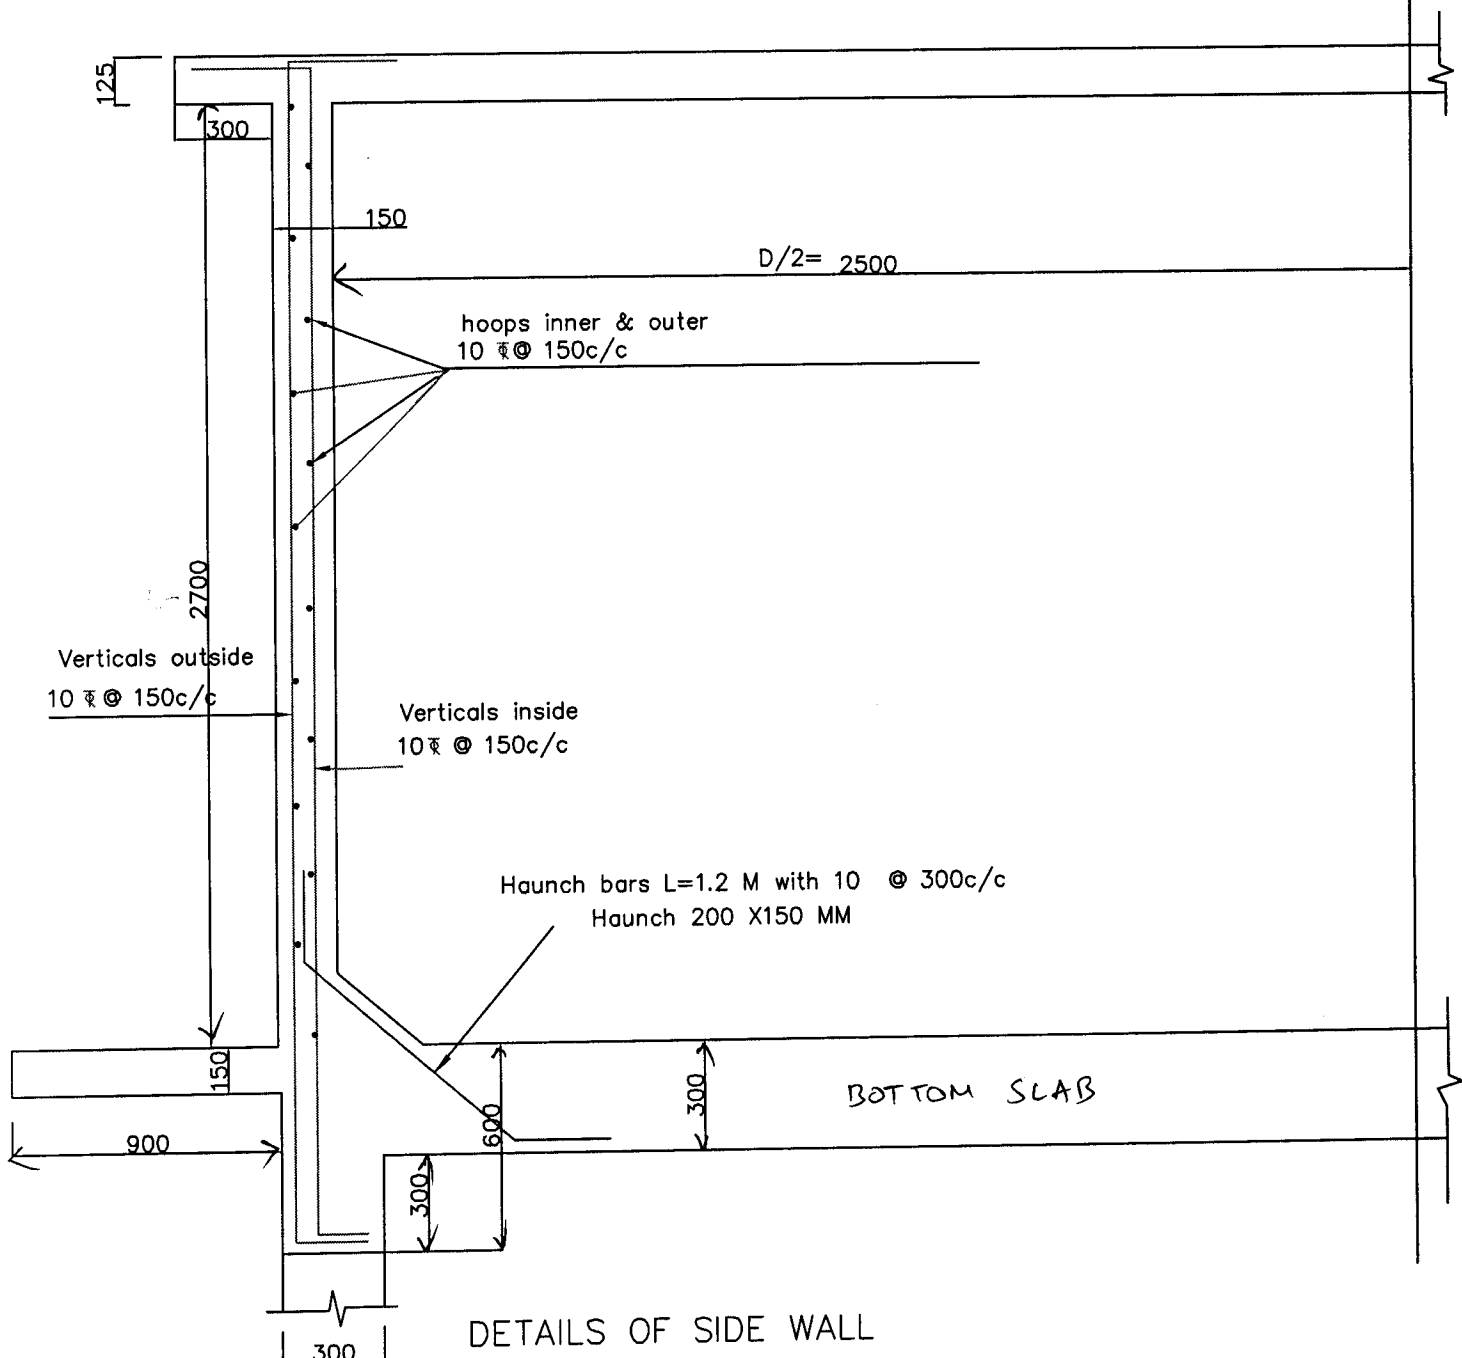 125
300
150
D/2= 2500
hoops inner & outer
10 @ 150c/c
2700
Verticals outside
10 @ 150c/c
Verticals inside
10 @ 150c/c
Haunch bars L=1.2 M with 10 @ 300c/c
Haunch 200 X150 MM
150
900
600
300
BOTTOM SLAB
300
DETAILS OF SIDE WALL
300